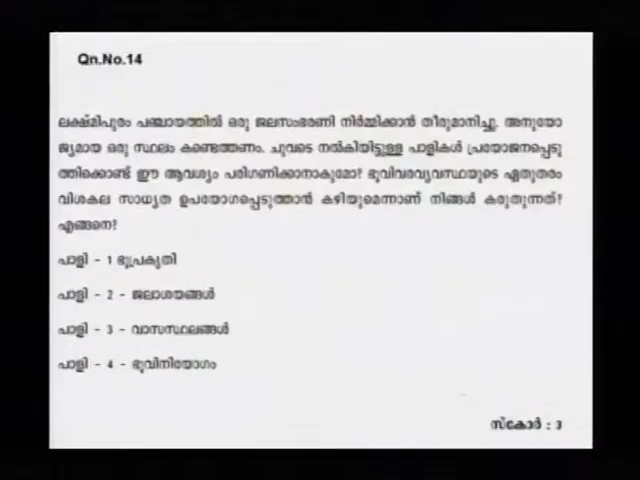 Qn.No.14
ലക്ഷ്മിപുരം പഞ്ചായത്തിൽ ഒരു ജലസംഭരണി നിർമ്മിക്കാൻ തീരുമാനിച്ചു. അനുയോ
ജ്യമായ ഒരു സ്ഥലം കണ്ടെത്തണം. ചുവടെ നൽകിയിട്ടുള്ള പാളികൾ പ്രയോജനപ്പെടു
ത്തിക്കൊണ്ട് ഈ ആവശ്യം പരിഗണിക്കാനാകുമോ? ഭൂവിവരവ്യവസ്ഥയുടെ ഏതുതരം
വിശകല സാധ്യത ഉപയോഗപ്പെടുത്താൻ കഴിയുമെന്നാണ് നിങ്ങൾ കരുതുന്നത്?
എങ്ങനെ?
പാളി - 1 ഭൂപ്രകൃതി
പാളി - 2 - ജലാശയങ്ങൾ
പാളി - 3 - വാസസ്ഥലങ്ങൾ
പാളി - 4 - ഭൂവിനിയോഗം
സ്കോർ : 3